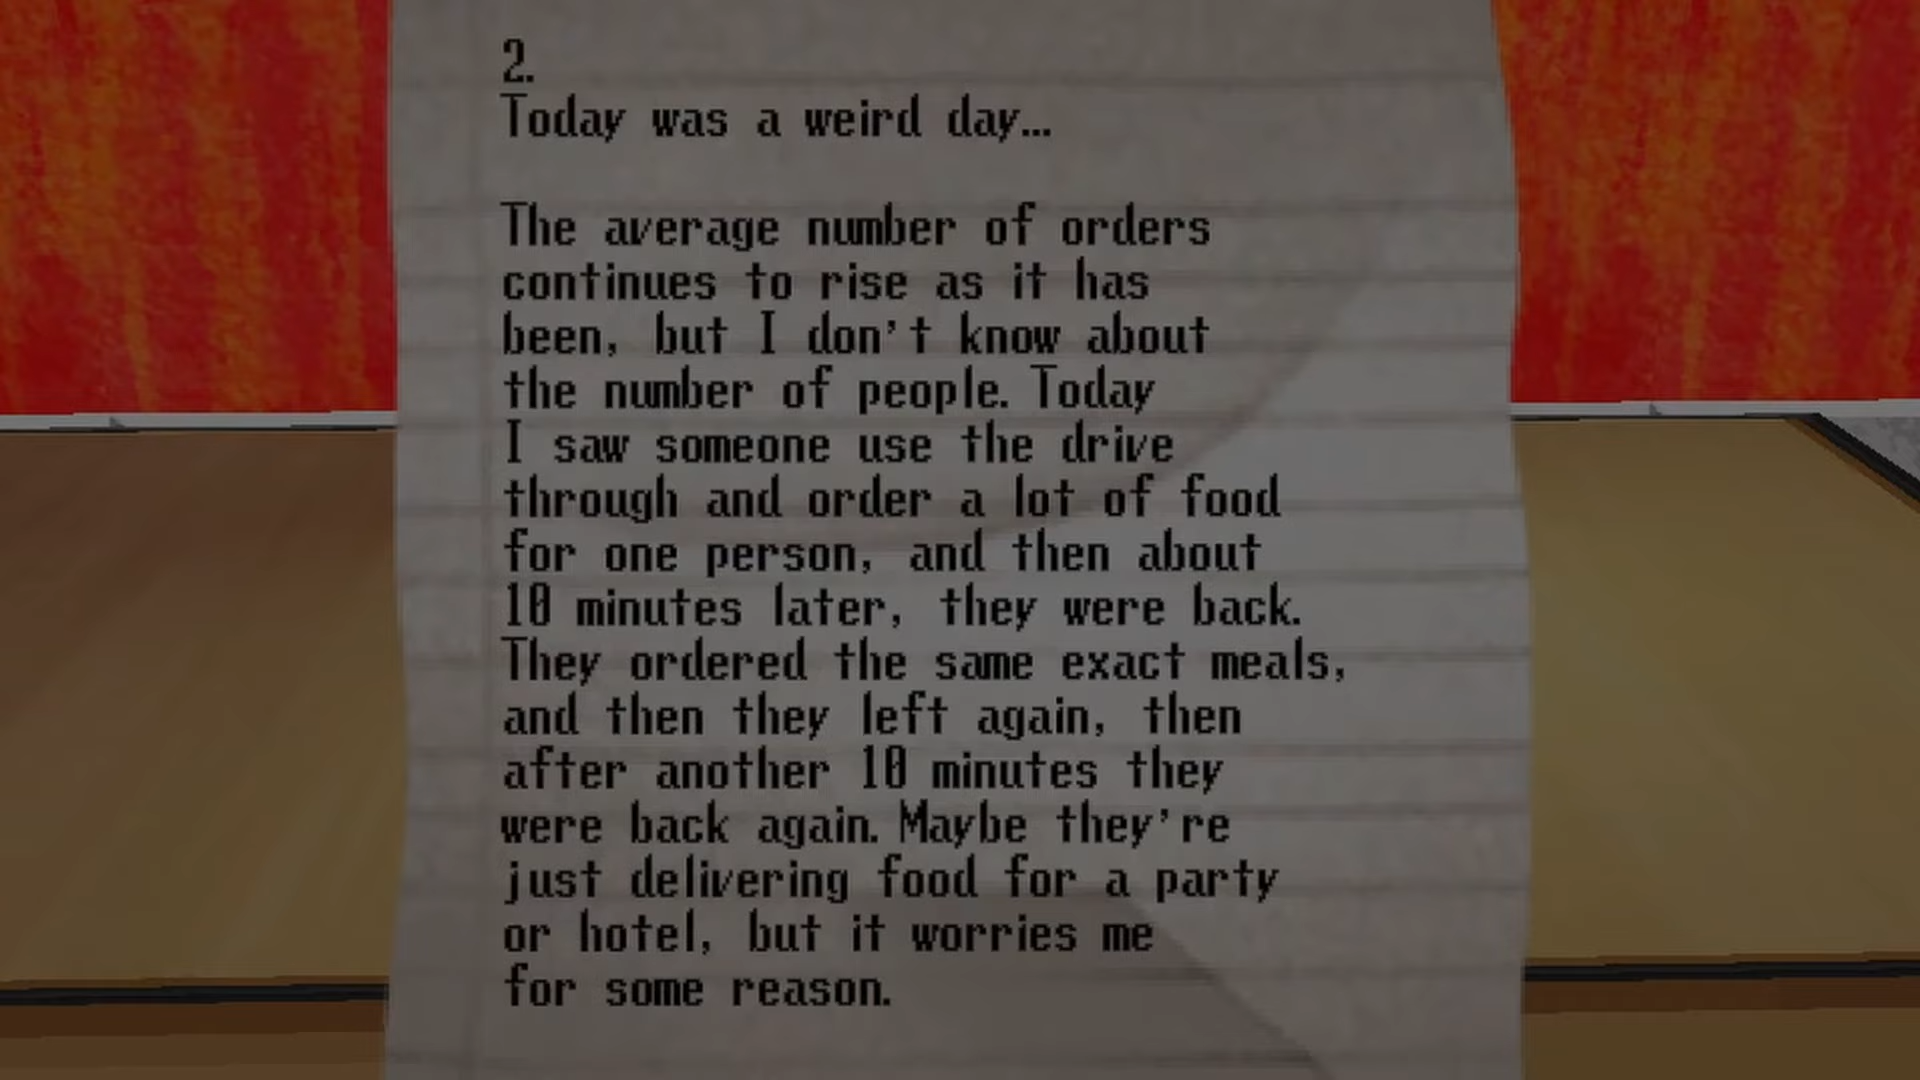 2.
Today was a weird day...
The average number of orders
continues to rise as it has
been, but I don't know about
the number of people. Today
I saw someone use the drive
through and order a lot of food
for one person, and then about
10 minutes later, they were back.
They ordered the same exact meals,
and then they left again, then
after another 10 minutes they
were back again. Maybe they're
just delivering food for a party
or hotel, but it worries me
for some reason.